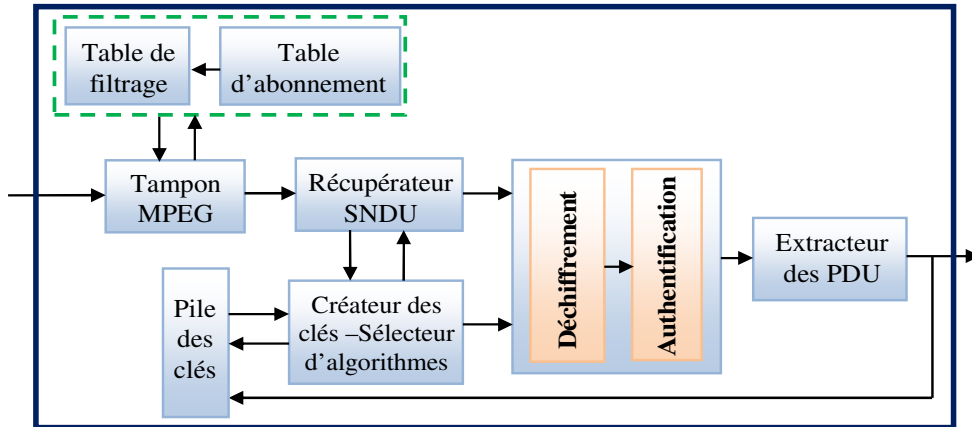 Table de
filtrage
Table
d'abonnement
Tampon
MPEG
Récupérateur
SNDU
Déchiffrement
Authentification
Extracteur
des PDU
Pile
des
clés
Créateur des
clés –Sélecteur
d'algorithmes